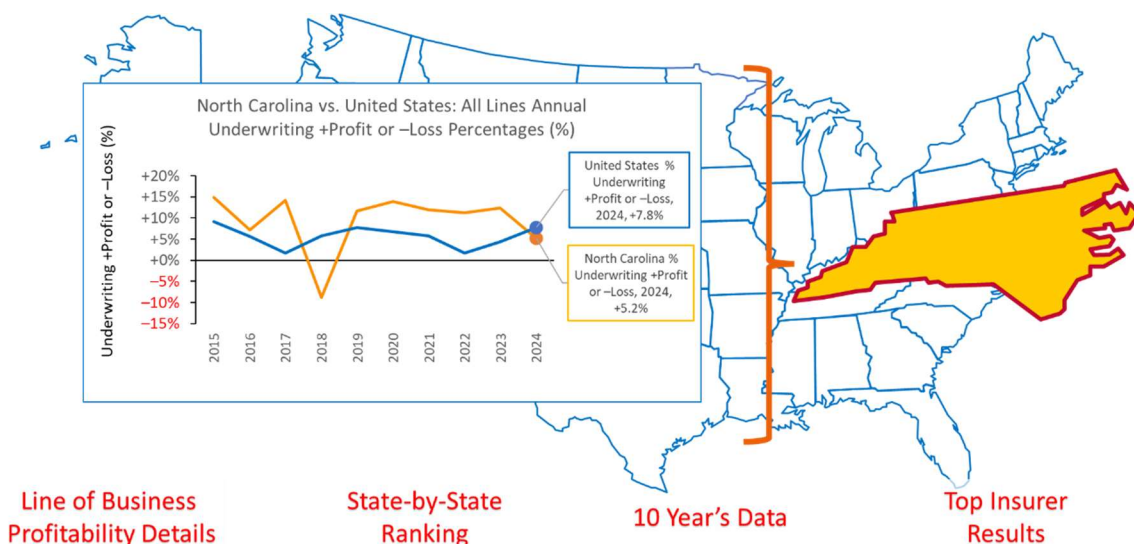 North Carolina vs. United States: All Lines Annual
Underwriting +Profit or –Loss Percentages (%)
Underwriting +Profit or –Loss (%)
+20%
+15%
+10%
+5%
+0%
–5%
–10%
–15%
2015
2016
2017
2018
2019
2020
2021
2022
2023
2024
United States %
Underwriting
+Profit or –Loss,
2024, +7.8%
North Carolina %
Underwriting +Profit
or –Loss, 2024,
+5.2%
Line of Business
Profitability Details
State-by-State
Ranking
10 Year’s Data
Top Insurer
Results